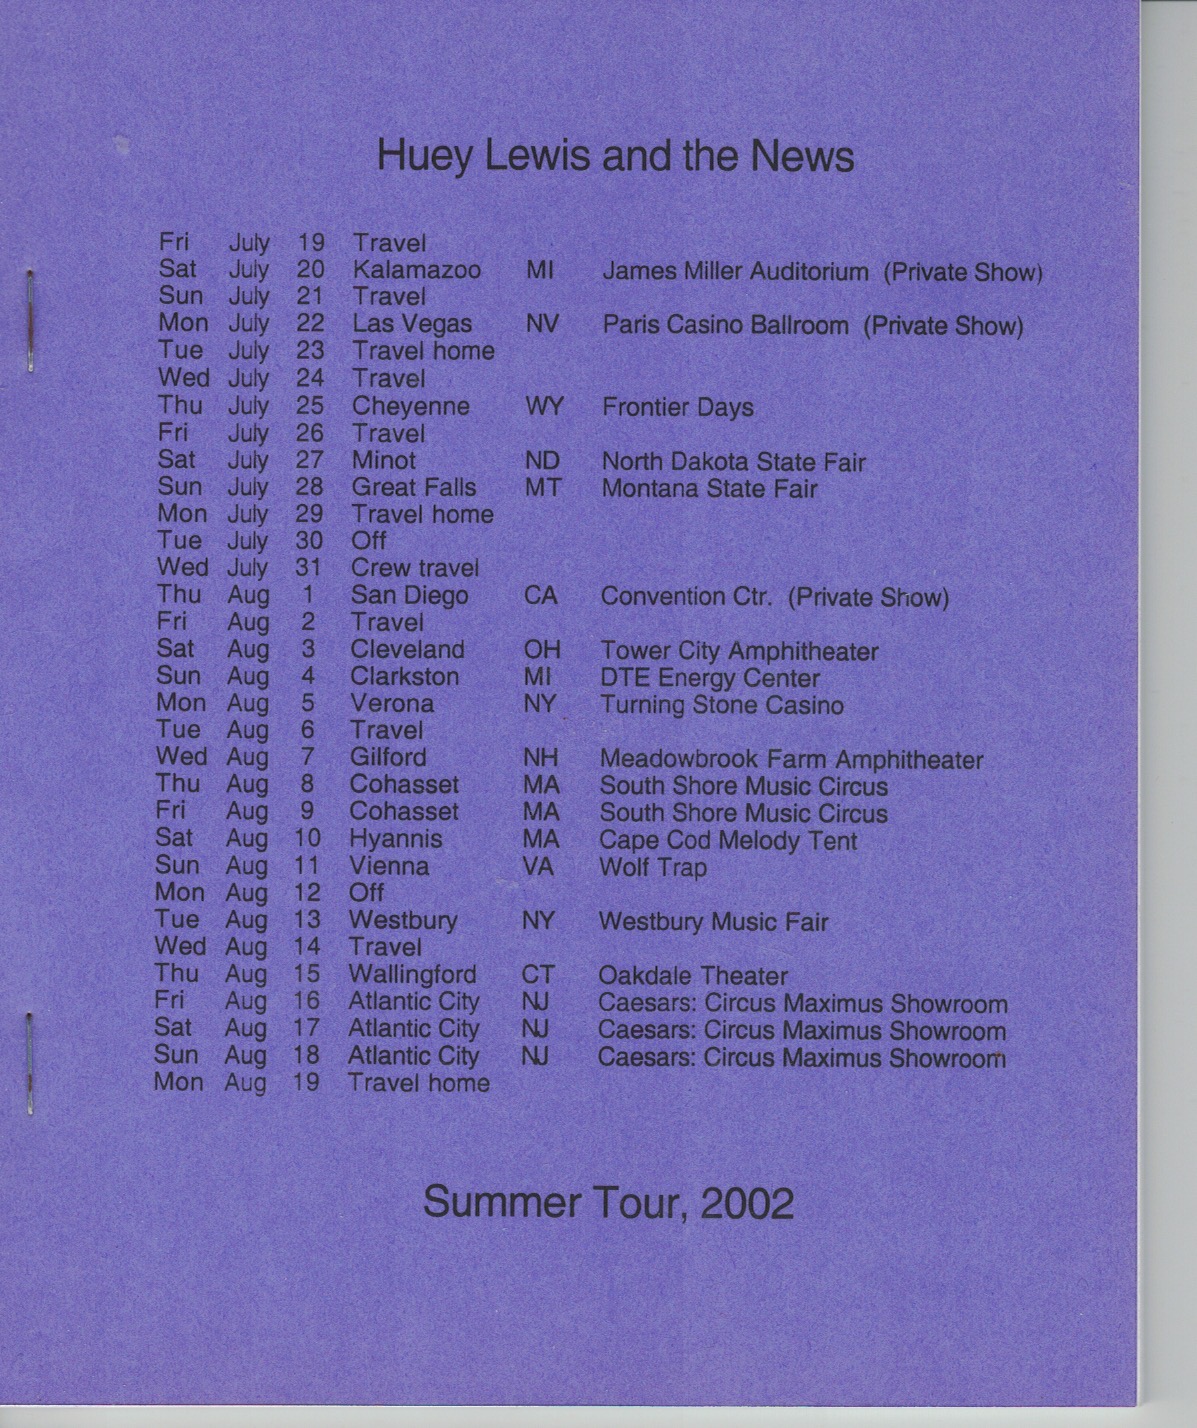 Huey Lewis and the News
Fri July 19 Travel
Sat July 20 Kalamazoo MI James Miller Auditorium (Private Show)
Sun July 21 Travel
Mon July 22 Las Vegas NV Paris Casino Ballroom (Private Show)
Tue July 23 Travel home
Wed July 24 Travel
Thu July 25 Cheyenne WY Frontier Days
Fri July 26 Travel
Sat July 27 Minot ND North Dakota State Fair
Sun July 28 Great Falls MT Montana State Fair
Mon July 29 Travel home
Tue July 30 Off
Wed July 31 Crew travel
Thu Aug 1 San Diego CA Convention Ctr. (Private Show)
Fri Aug 2 Travel
Sat Aug 3 Cleveland OH Tower City Amphitheater
Sun Aug 4 Clarkston MI DTE Energy Center
Mon Aug 5 Verona NY Turning Stone Casino
Tue Aug 6 Travel
Wed Aug 7 Gilford NH Meadowbrook Farm Amphitheater
Thu Aug 8 Cohasset MA South Shore Music Circus
Fri Aug 9 Cohasset MA South Shore Music Circus
Sat Aug 10 Hyannis MA Cape Cod Melody Tent
Sun Aug 11 Vienna VA Wolf Trap
Mon Aug 12 Off
Tue Aug 13 Westbury NY Westbury Music Fair
Wed Aug 14 Travel
Thu Aug 15 Wallingford CT Oakdale Theater
Fri Aug 16 Atlantic City NJ Caesars: Circus Maximus Showroom
Sat Aug 17 Atlantic City NJ Caesars: Circus Maximus Showroom
Sun Aug 18 Atlantic City NJ Caesars: Circus Maximus Showroom
Mon Aug 19 Travel home
Summer Tour, 2002